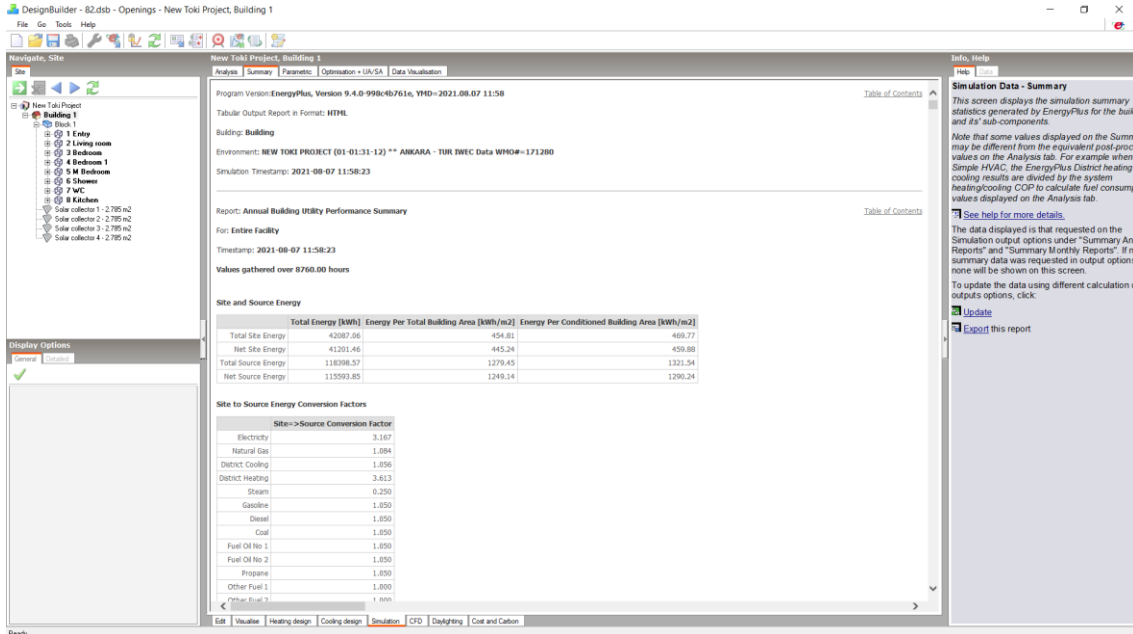 DesignBuilder - 82.dsb - Openings - New Toki Project, Building 1
File Go Tools Help
Navigate, Site
Site
New Toki Project
Building 1
Block 1
1 Entry
2 Living room
3 Bedroom
4 Bedroom 1
5 M Bedroom
6 Shower
7 WC
8 Kitchen
Solar collector 1 - 2.785 m2
Solar collector 2 - 2.785 m2
Solar collector 3 - 2.785 m2
Solar collector 4 - 2.785 m2
Display Options
General Detailed
New Toki Project, Building 1
Analysis Summary Parametric Optimisation + UA/SA Data Visualisation
Program Version:EnergyPlus, Version 9.4.0-998c4b761e, YMD=2021.08.07 11:58 Table of Contents
Tabular Output Report in Format: HTML
Building: Building
Environment: NEW TOKI PROJECT (01-01:31-12) ** ANKARA - TUR IWEC Data WMO#=171280
Simulation Timestamp: 2021-08-07 11:58:23
Report: Annual Building Utility Performance Summary Table of Contents
For: Entire Facility
Timestamp: 2021-08-07 11:58:23
Values gathered over 8760.00 hours
Site and Source Energy
Total Energy [kWh] Energy Per Total Building Area [kWh/m2] Energy Per Conditioned Building Area [kWh/m2]
Total Site Energy 42087.06 454.81 469.77
Net Site Energy 41201.46 445.24 459.88
Total Source Energy 118398.57 1279.45 1321.54
Net Source Energy 115593.85 1249.14 1290.24
Site to Source Energy Conversion Factors
Site=>Source Conversion Factor
Electricity 3.167
Natural Gas 1.084
District Cooling 1.056
District Heating 3.613
Steam 0.250
Gasoline 1.050
Diesel 1.050
Coal 1.050
Fuel Oil No 1 1.050
Fuel Oil No 2 1.050
Propane 1.050
Other Fuel 1 1.000
Other Fuel 2 1.000
Edit Visualise Heating design Cooling design Simulation CFD Daylighting Cost and Carbon
Info, Help
Help Data
Simulation Data - Summary
This screen displays the simulation summary
statistics generated by EnergyPlus for the buil
and its' sub-components.
Note that some values displayed on the Summ
may be different from the equivalent post-proc
values on the Analysis tab. For example when
Simple HVAC, the EnergyPlus District heating
cooling results are divided by the system
heating/cooling COP to calculate fuel consump
values displayed on the Analysis tab.
See help for more details.
The data displayed is that requested on the
Simulation output options under "Summary An
Reports" and "Summary Monthly Reports". If n
summary data was requested in output options
none will be shown on this screen.
To update the data using different calculation
outputs options, click:
Update
Export this report
Ready